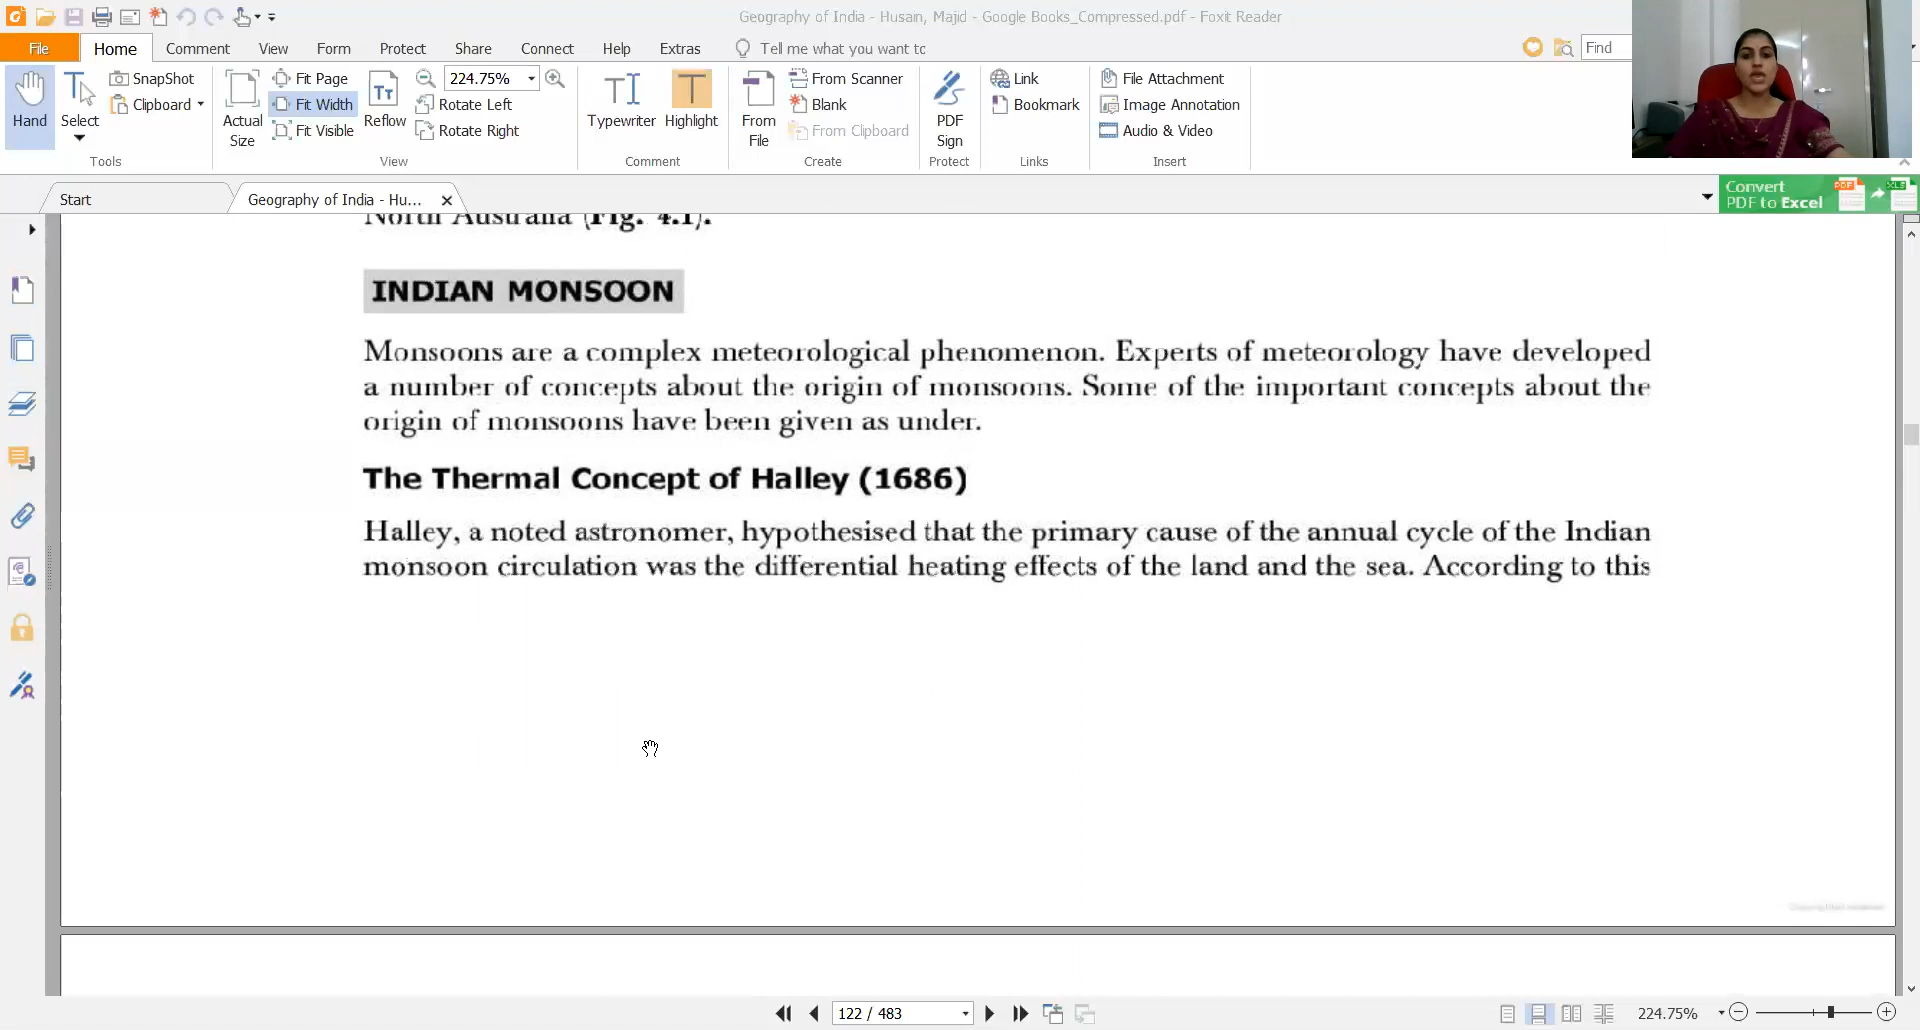 Geography of India - Husain, Majid - Google Books_Compressed.pdf - Foxit Reader
File Home Comment View Form Protect Share Connect Help Extras Tell me what you want to Find
Hand
Select
SnapShot
Clipboard
Tools
Actual Size
Fit Page
Fit Width
Fit Visible
Reflow
224.75%
Rotate Left
Rotate Right
View
Typewriter
Highlight
Comment
From File
From Scanner
Blank
From Clipboard
Create
PDF Sign
Protect
Link
Bookmark
Links
File Attachment
Image Annotation
Audio & Video
Insert
Start
Geography of India - Hu...
Convert
PDF to Excel
North Australia (Fig. 4.1).
INDIAN MONSOON
Monsoons are a complex meteorological phenomenon. Experts of meteorology have developed
a number of concepts about the origin of monsoons. Some of the important concepts about the
origin of monsoons have been given as under.
The Thermal Concept of Halley (1686)
Halley, a noted astronomer, hypothesised that the primary cause of the annual cycle of the Indian
monsoon circulation was the differential heating effects of the land and the sea. According to this
122 / 483
224.75%